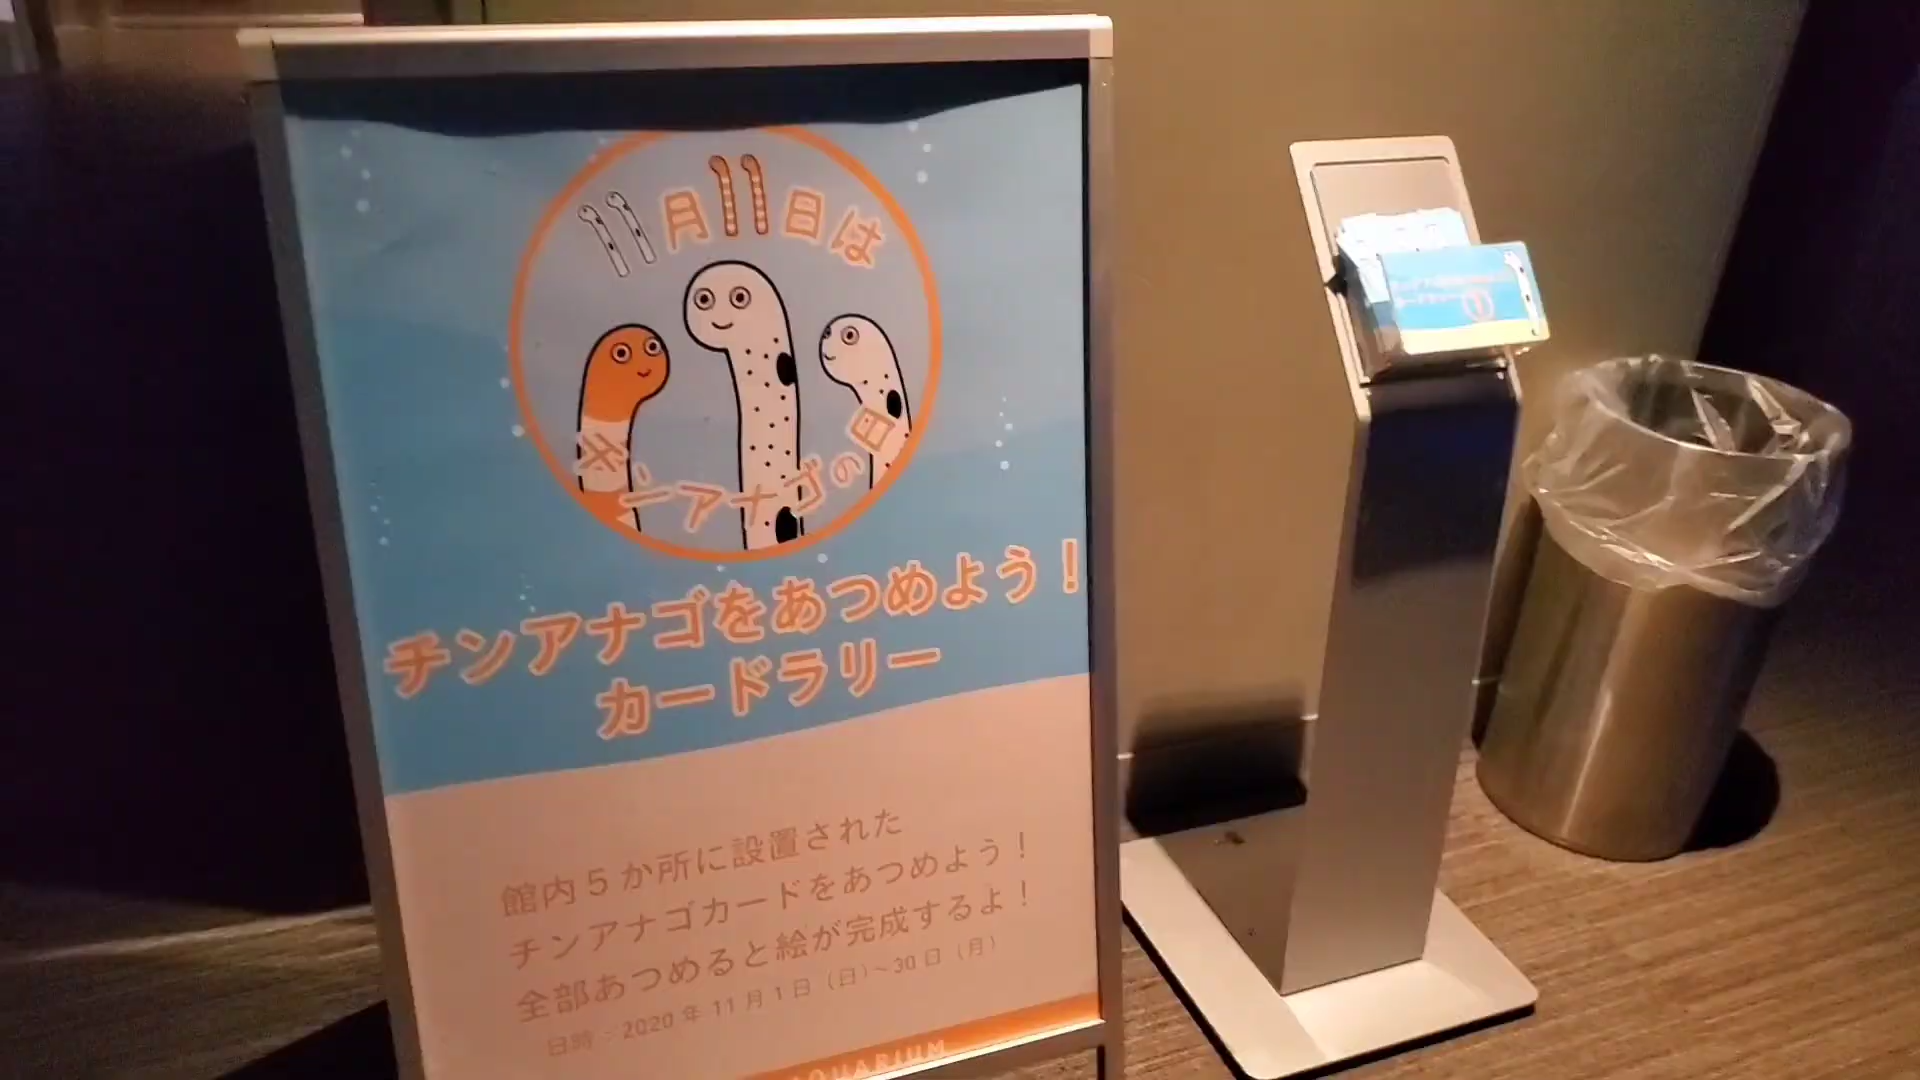 11月11日は
チンアナゴの日
チンアナゴをあつめよう！
カードラリー
館内5か所に設置された
チンアナゴカードをあつめよう！
全部あつめると絵が完成するよ！
日時：2020年11月1日（日）~30日（月）
AQUARIUM